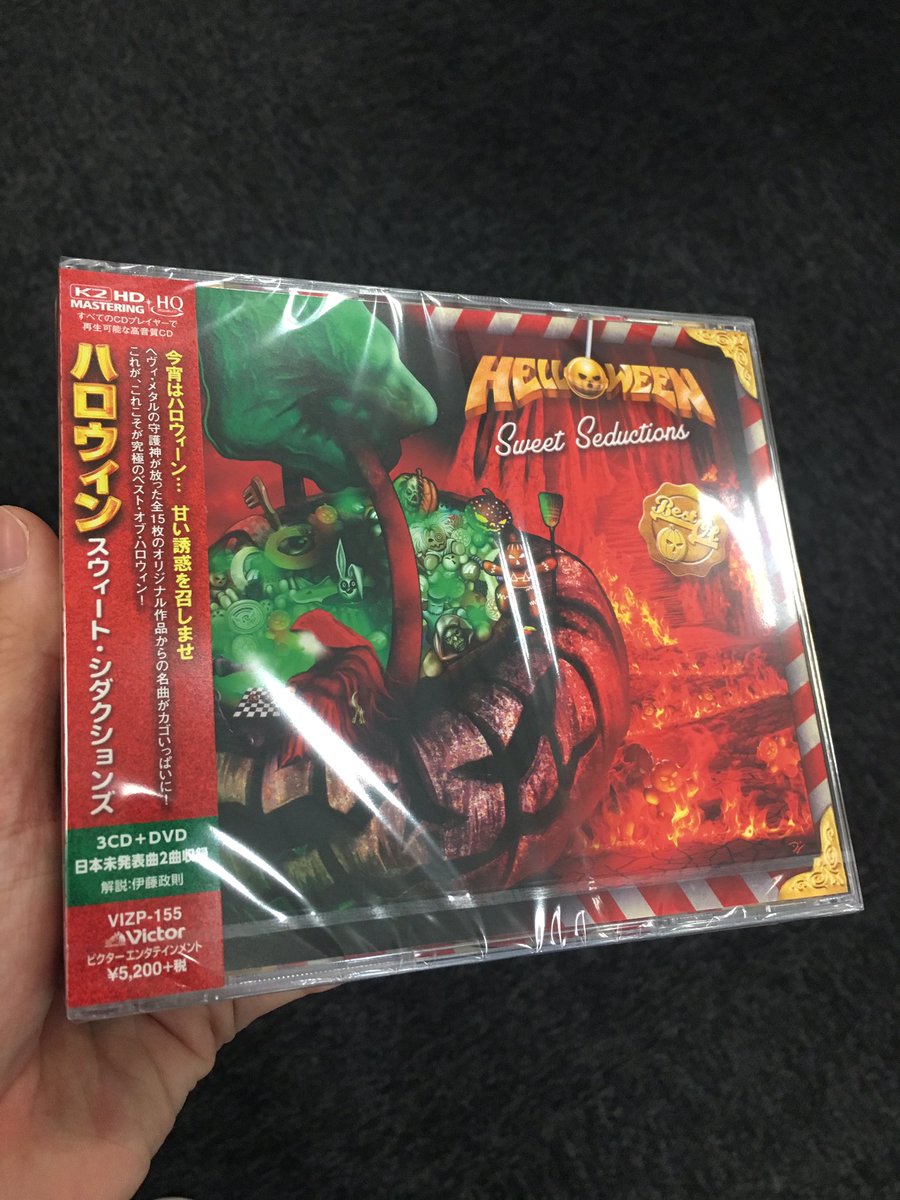 K2 HD
MASTERING + HQ
すべてのCDプレイヤーで
再生可能な高音質CD
ハロウィン
スウィート・シダクションズ
今宵はハロウィーン… 甘い誘惑を召しませ
ヘヴィ・メタルの守護神が放った全15枚のオリジナル作品からの名曲がカゴいっぱいに!
これが、これこそが究極のベスト・オブ・ハロウィン!
3CD+DVD
日本未発表曲2曲収録
解説:伊藤政則
VIZP-155
Victor
ビクターエンタテインメント
¥5,200+税
HELLOWEEN
Sweet Seductions
Best of